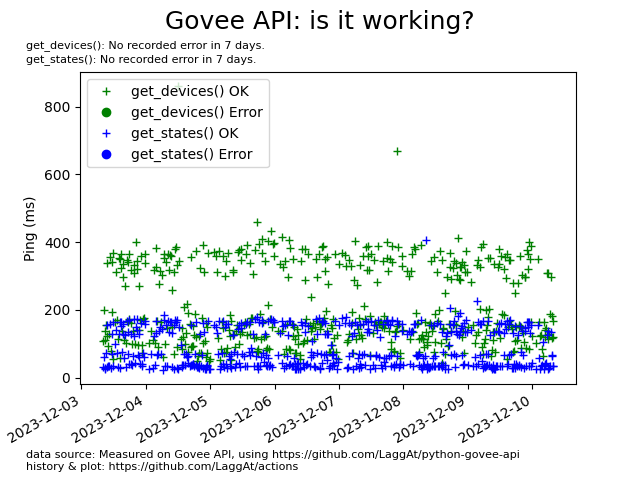 Govee API: is it working?
get_devices(): No recorded error in 7 days.
get_states(): No recorded error in 7 days.
get_devices() OK
get_devices() Error
get_states() OK
get_states() Error
Ping (ms)
800
600
400
200
0
2023-12-03
2023-12-04
2023-12-05
2023-12-06
2023-12-07
2023-12-08
2023-12-09
2023-12-10
data source: Measured on Govee API, using https://github.com/LaggAt/python-govee-api
history & plot: https://github.com/LaggAt/actions